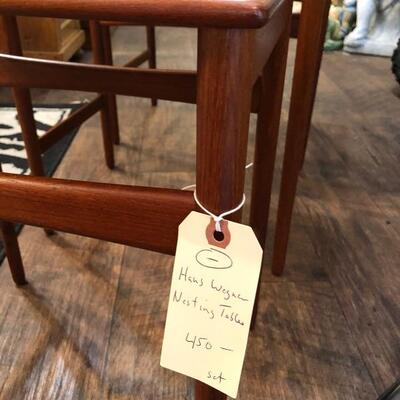 Hans Wegner
Nesting Tables
450 —
set